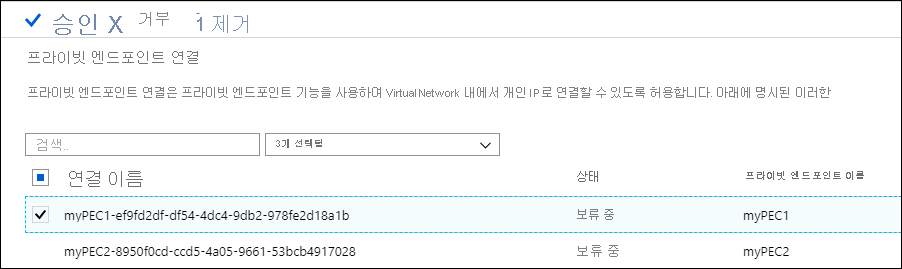 승인 X 거부 1 제거
프라이빗 엔드포인트 연결
프라이빗 엔드포인트 연결은 프라이빗 엔드포인트 기능을 사용하여 Virtual Network 내에서 개인 IP로 연결할 수 있도록 허용합니다. 아래에 명시된 이러한
검색.. 3개 선택됨
연결 이름 상태 프라이빗 엔드포인트 이름
myPEC1-ef9fd2df-df54-4dc4-9db2-978fe2d18a1b 보류 중 myPEC1
myPEC2-8950f0cd-ccd5-4a05-9661-53bcb4917028 보류 중 myPEC2